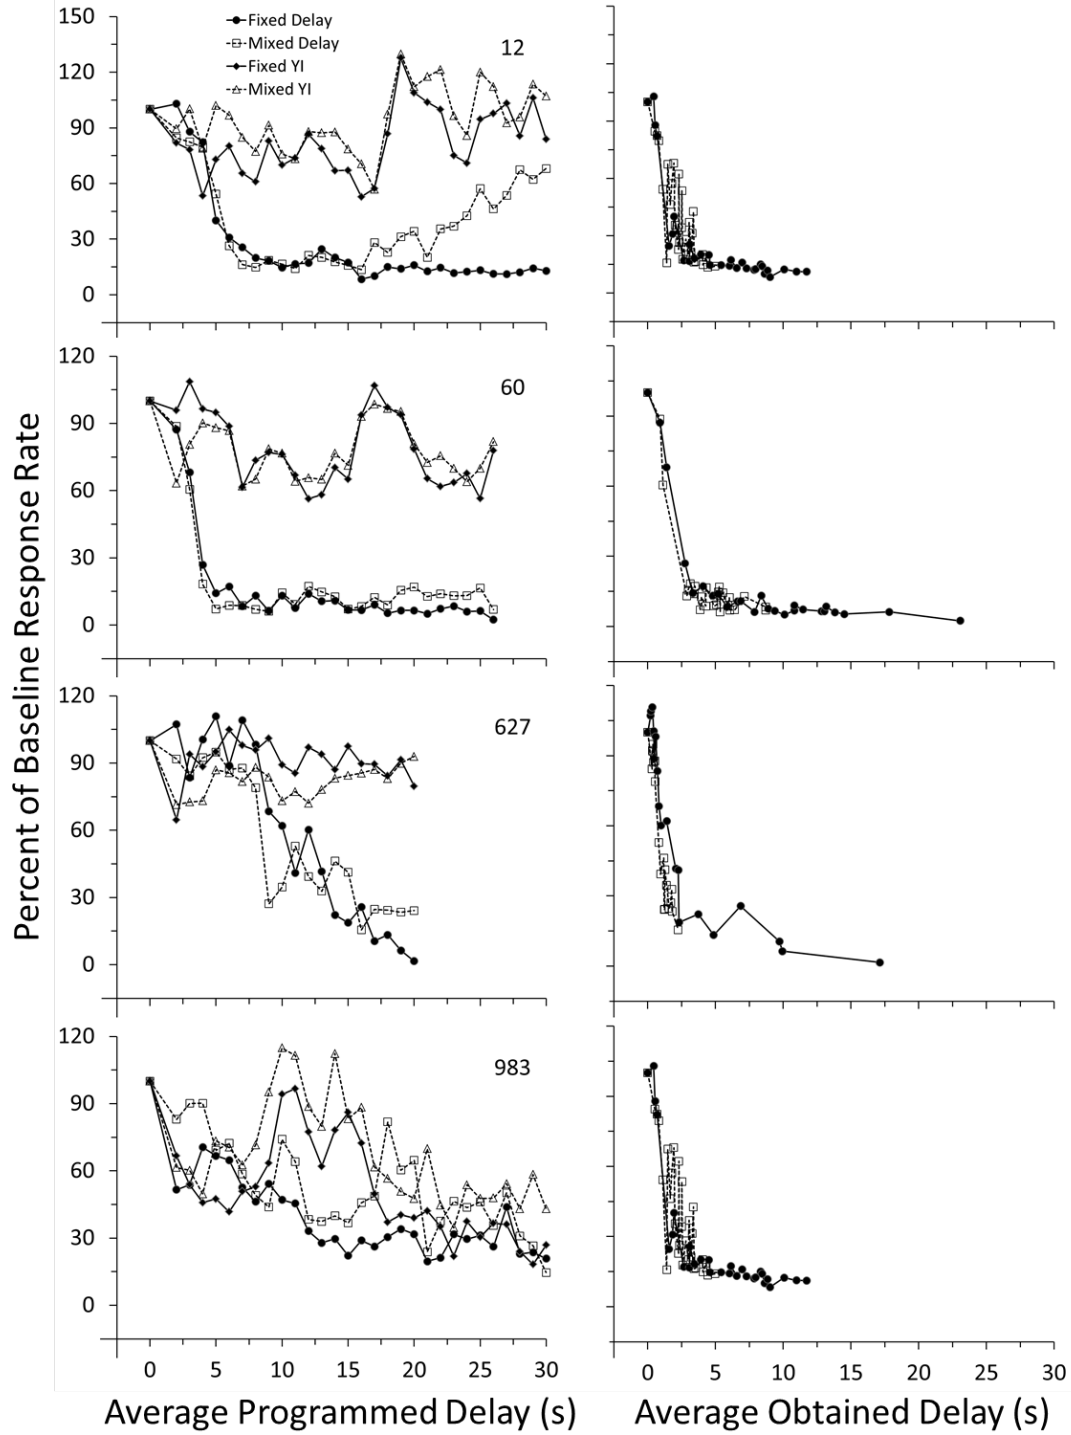 150
120
90
60
30
0
Fixed Delay
Mixed Delay
Fixed YI
Mixed YI
12
120
90
60
30
0
60
120
90
60
30
0
627
120
90
60
30
0
983
0 5 10 15 20 25 30
0 5 10 15 20 25 30
Percent of Baseline Response Rate
Average Programmed Delay (s)
Average Obtained Delay (s)